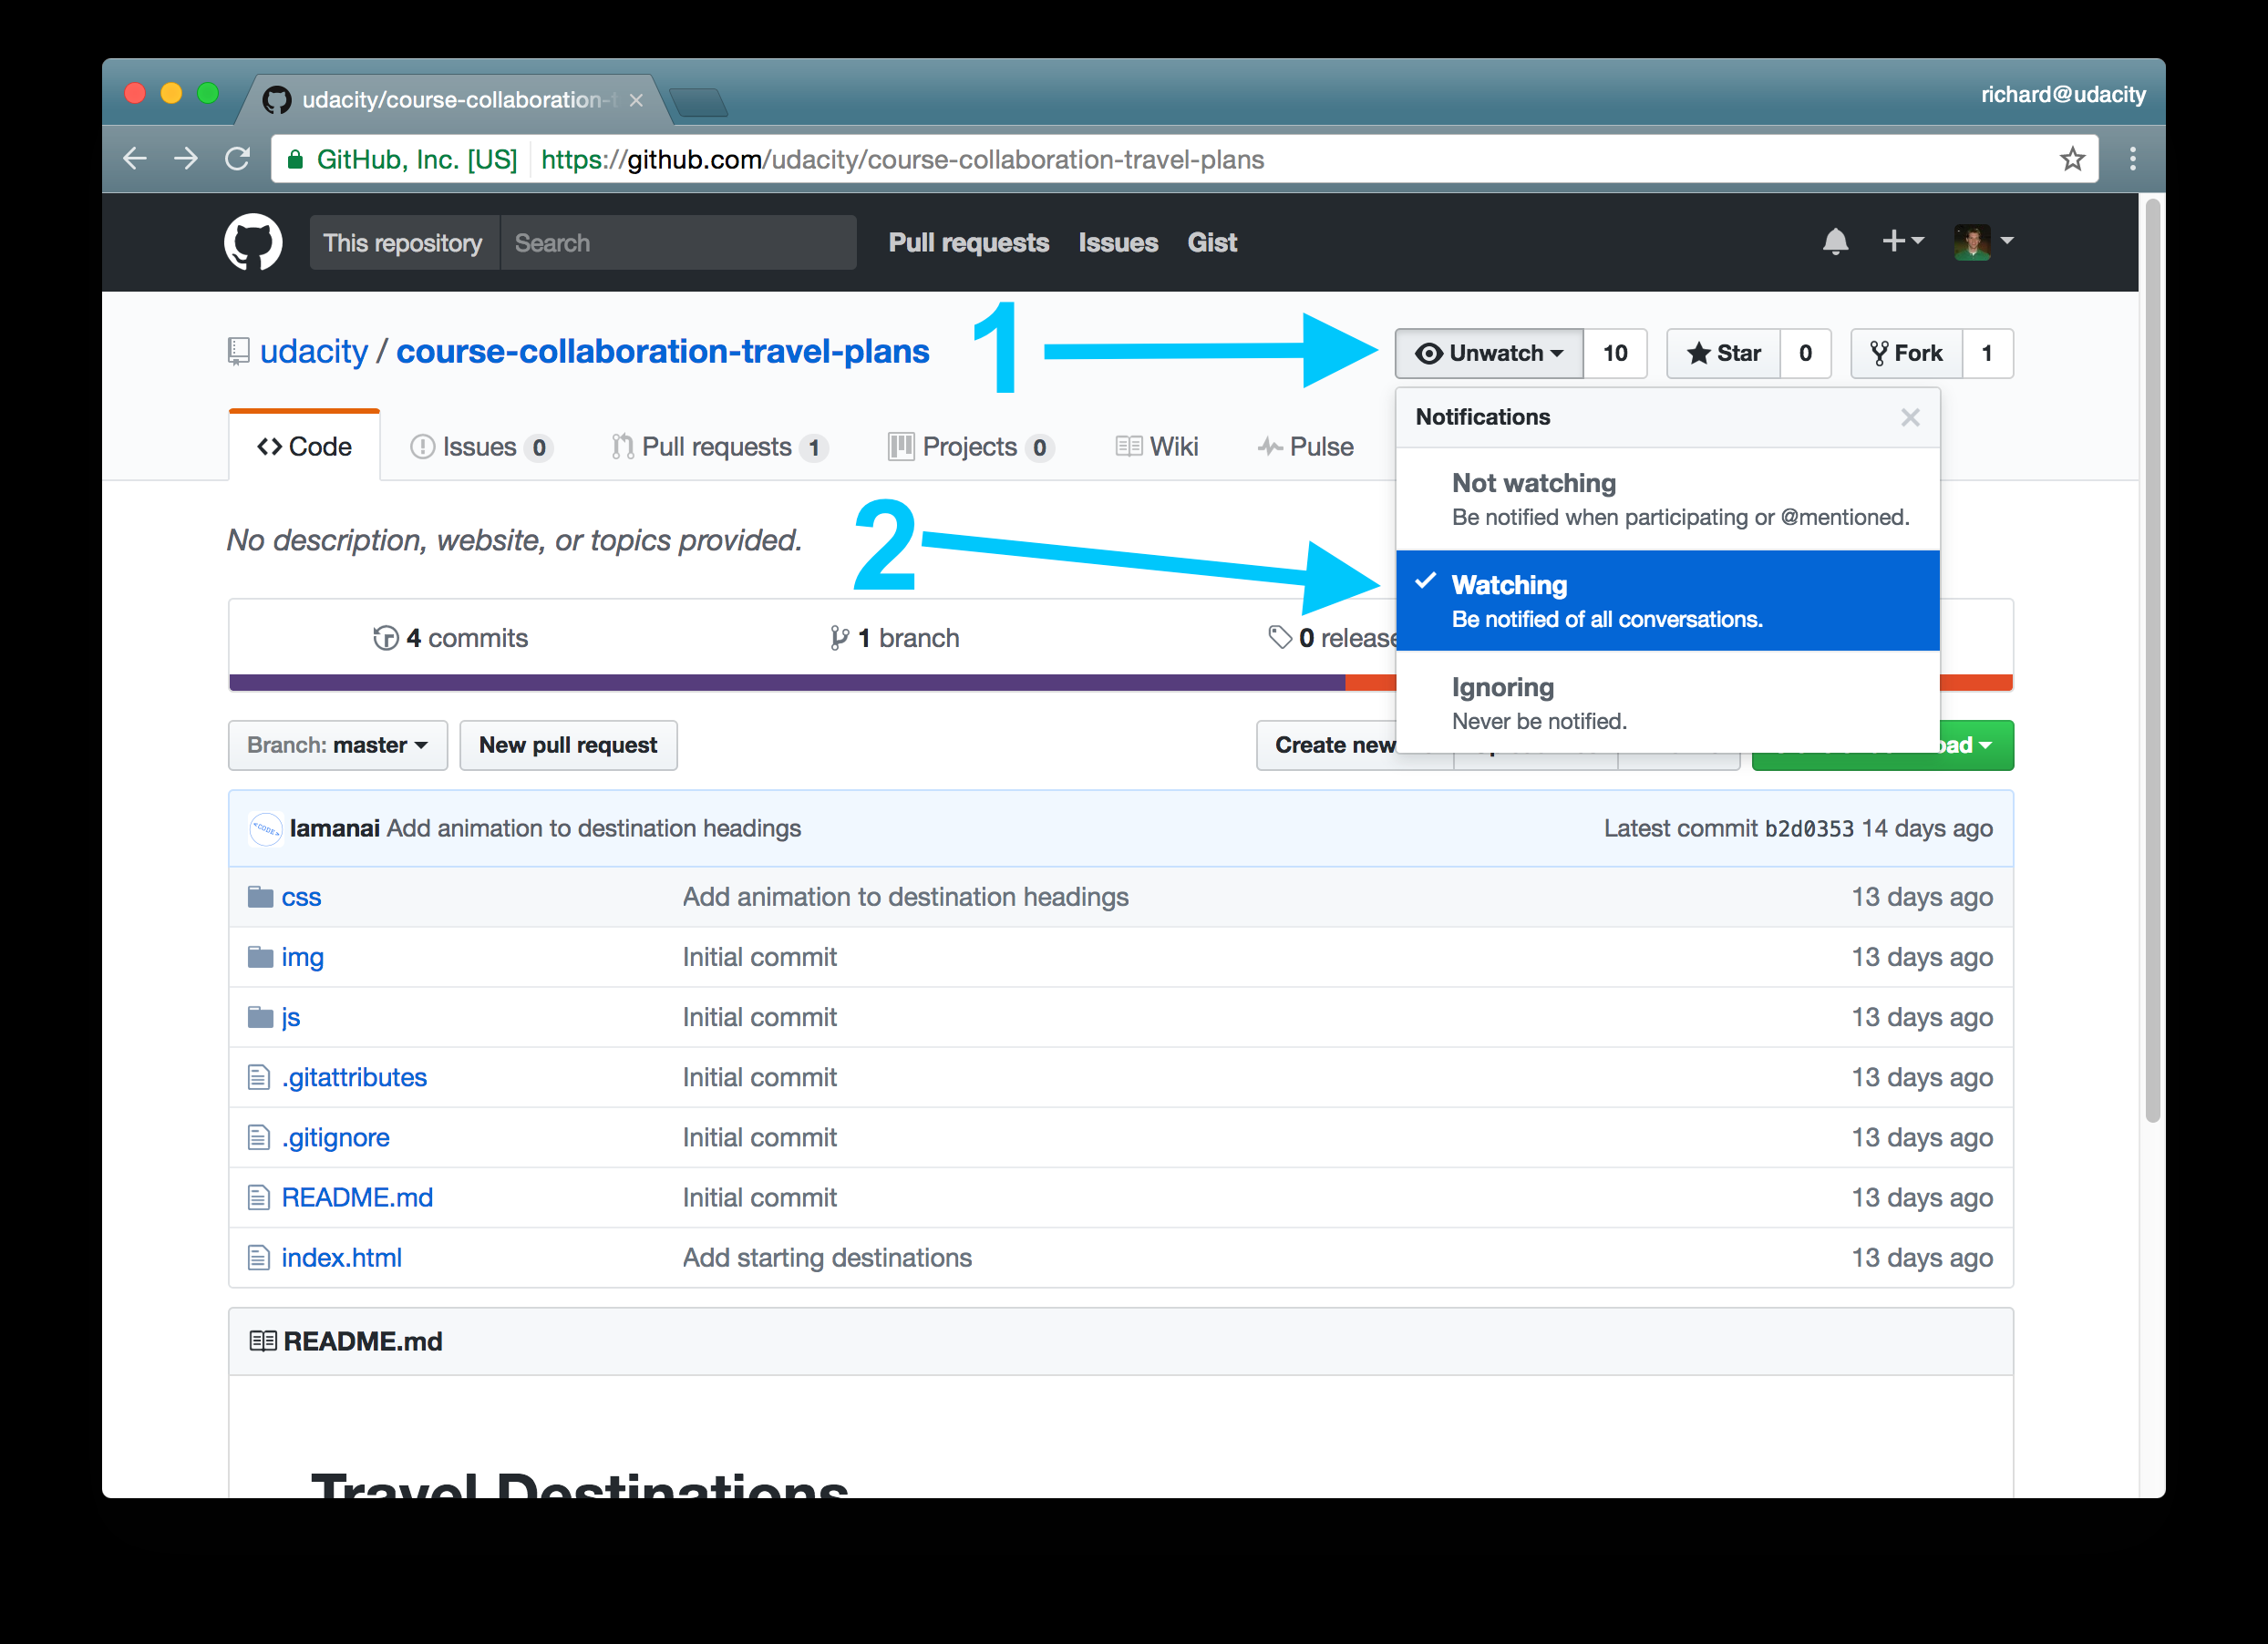 udacity/course-collaboration-t
richard@udacity
GitHub, Inc. [US] https://github.com/udacity/course-collaboration-travel-plans
This repository Search Pull requests Issues Gist
udacity / course-collaboration-travel-plans 1 Unwatch 10 Star 0 Fork 1
Notifications
Code Issues 0 Pull requests 1 Projects 0 Wiki Pulse
Not watching
Be notified when participating or @mentioned.
No description, website, or topics provided. 2
Watching
Be notified of all conversations.
4 commits 1 branch 0 release
Ignoring
Never be notified.
Branch: master New pull request Create new oad
lamanai Add animation to destination headings Latest commit b2d0353 14 days ago
css Add animation to destination headings 13 days ago
img Initial commit 13 days ago
js Initial commit 13 days ago
.gitattributes Initial commit 13 days ago
.gitignore Initial commit 13 days ago
README.md Initial commit 13 days ago
index.html Add starting destinations 13 days ago
README.md
Travel Destinations